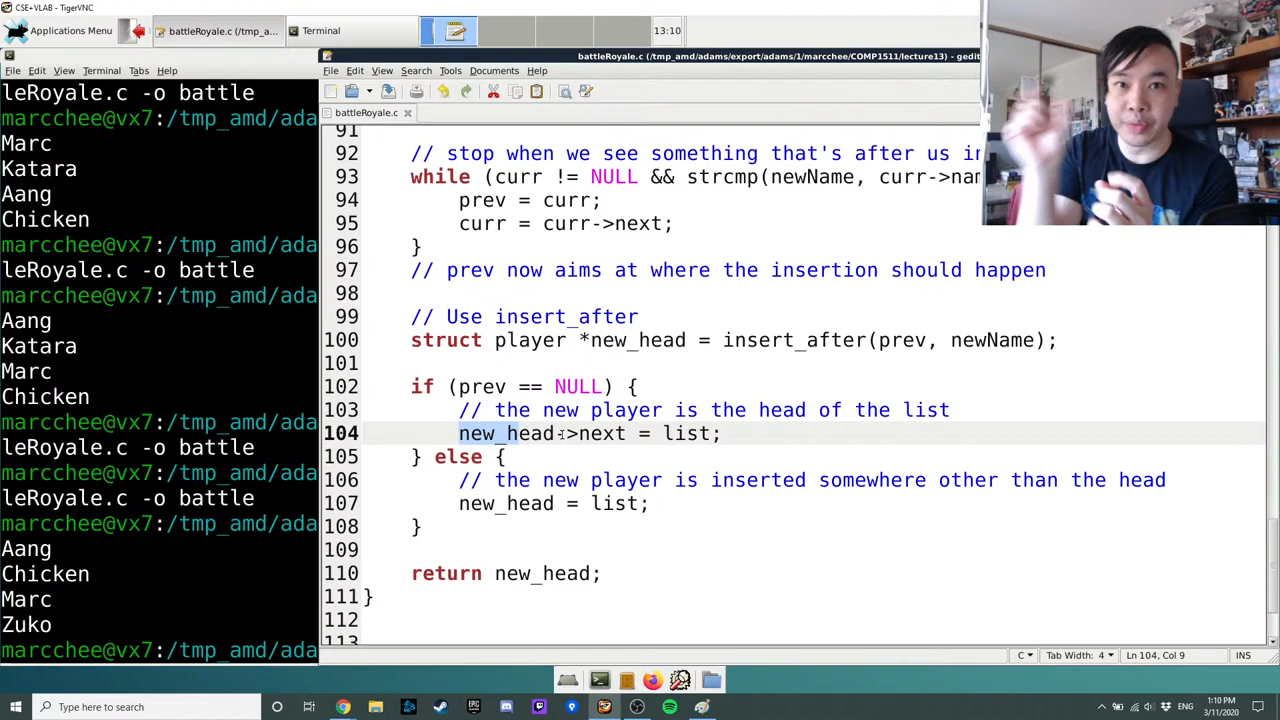 CSE+VLAB - TigerVNC
Applications Menu
battleRoyale.c (/tmp_a...
Terminal
13:10
battleRoyale.c (/tmp_amd/adams/export/adams/1/marcchee/COMP1511/lecture13) - gedit
File Edit View Terminal Tabs Help
leRoyale.c -o battle
marcchee@vx7:/tmp_amd/ada
Marc
Katara
Aang
Chicken
marcchee@vx7:/tmp_amd/ada
leRoyale.c -o battle
marcchee@vx7:/tmp_amd/ada
Aang
Katara
Marc
Chicken
marcchee@vx7:/tmp_amd/ada
leRoyale.c -o battle
marcchee@vx7:/tmp_amd/ada
leRoyale.c -o battle
Aang
Chicken
Marc
Zuko
marcchee@vx7:/tmp_amd/ada
File Edit View Search Tools Documents Help
battleRoyale.c
91
92 // stop when we see something that's after us in
93 while (curr != NULL && strcmp(newName, curr->na
94 prev = curr;
95 curr = curr->next;
96 }
97 // prev now aims at where the insertion should happen
98
99 // Use insert_after
100 struct player *new_head = insert_after(prev, newName);
101
102 if (prev == NULL) {
103 // the new player is the head of the list
104 new_head->next = list;
105 } else {
106 // the new player is inserted somewhere other than the head
107 new_head = list;
108 }
109
110 return new_head;
111 }
112
113
C Tab Width: 4 Ln 104, Col 9 INS
Type here to search
ENG
1:10 PM
3/11/2020